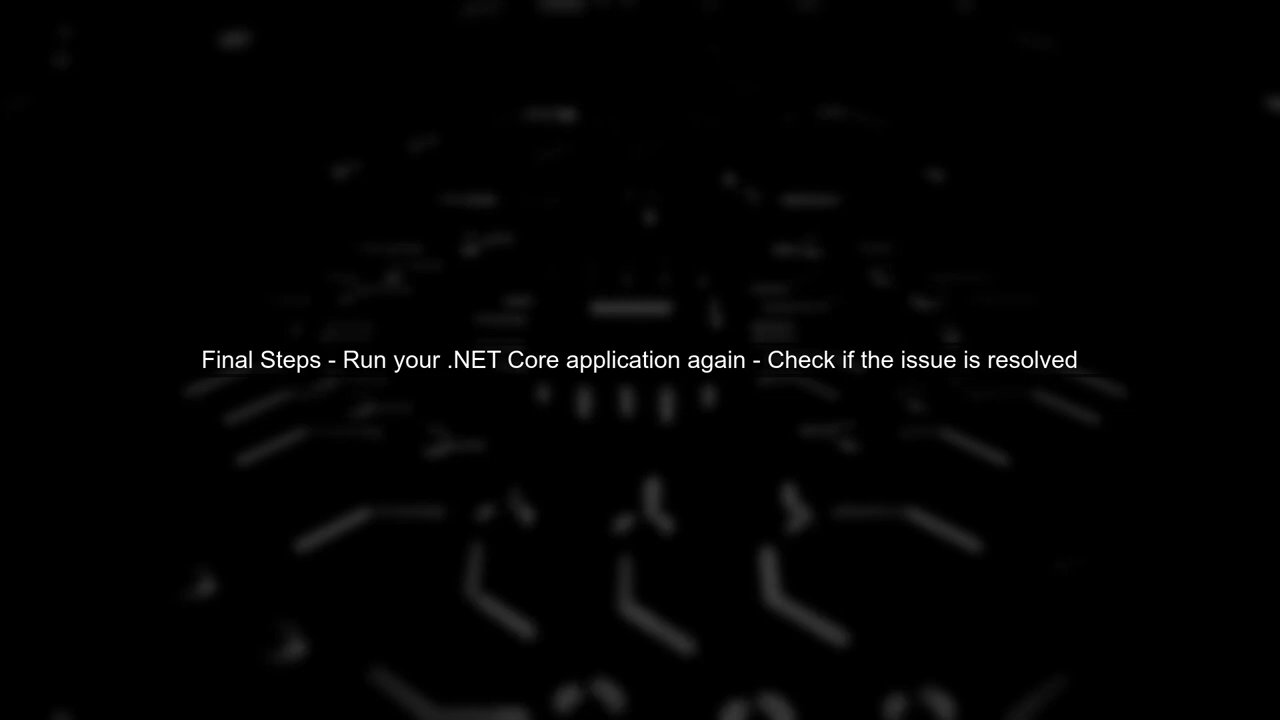 Final Steps - Run your .NET Core application again - Check if the issue is resolved